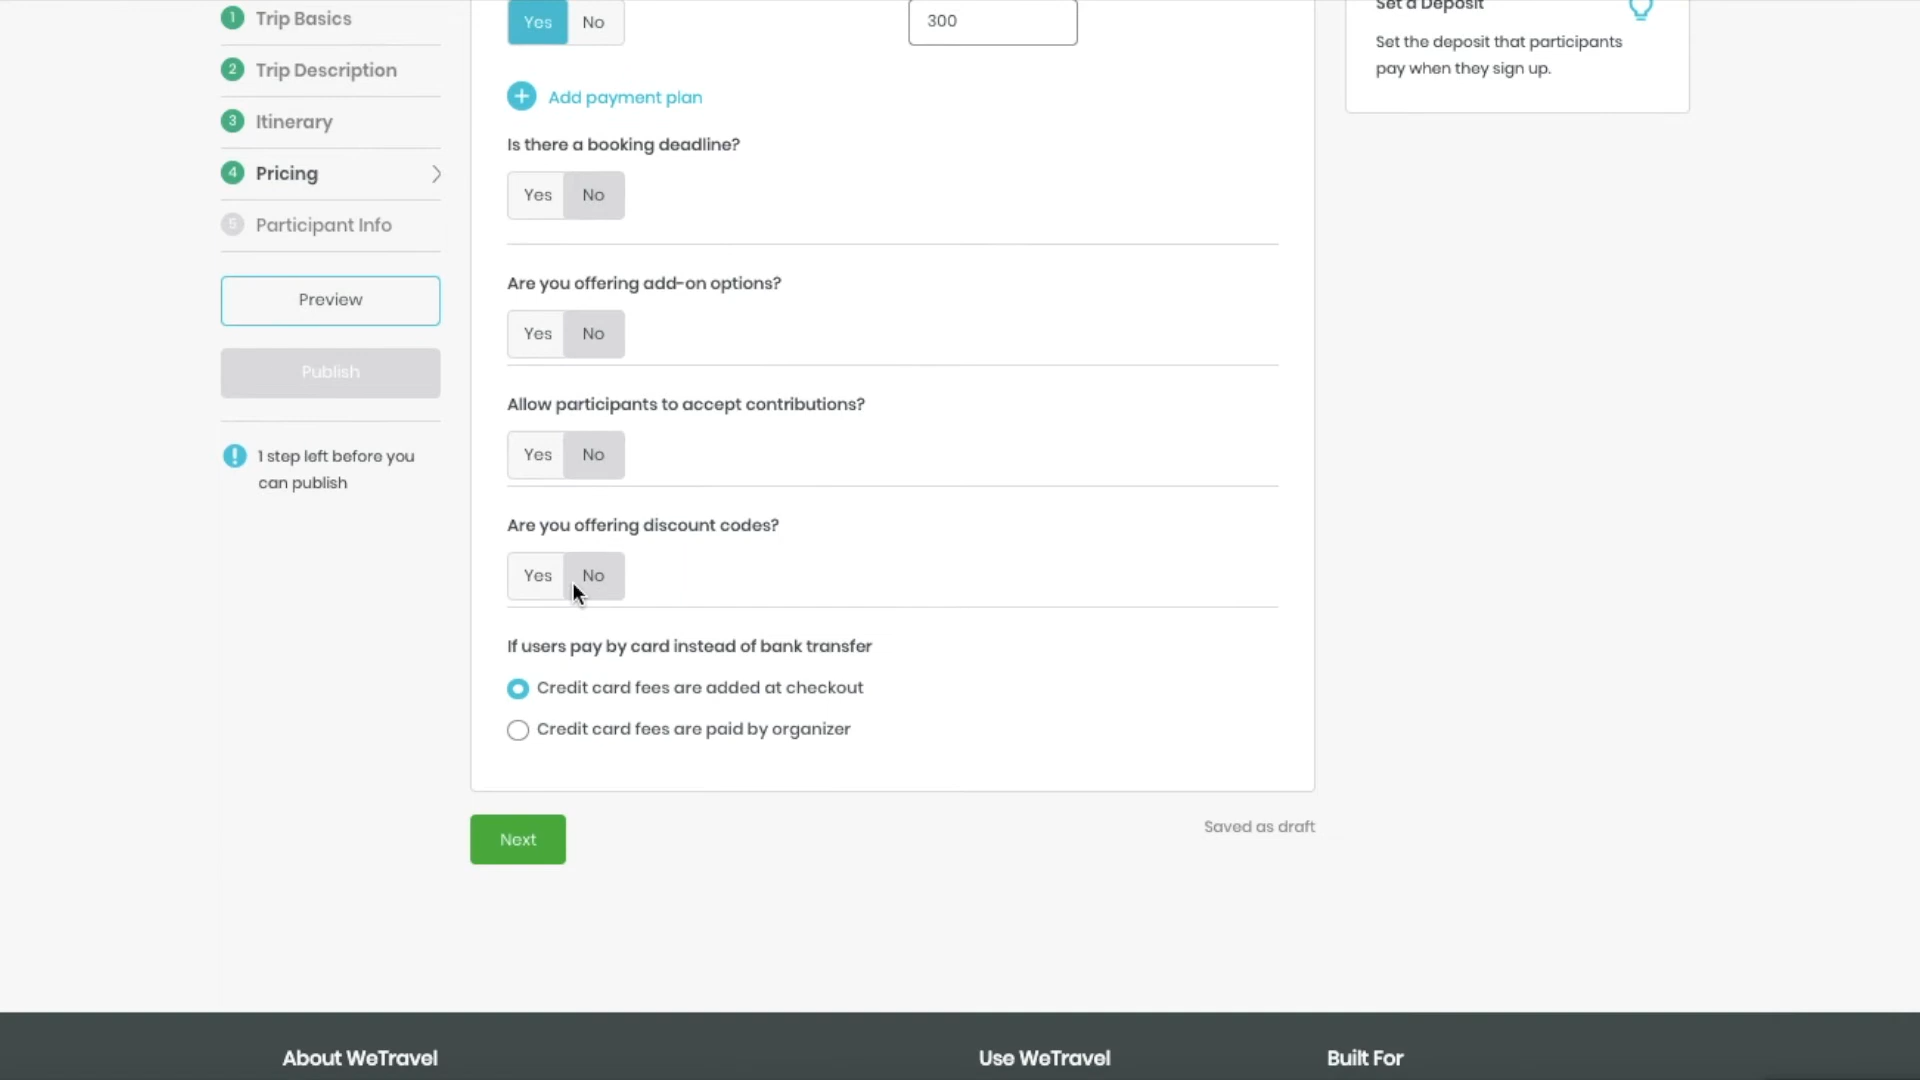 1 Trip Basics
2 Trip Description
3 Itinerary
4 Pricing
5 Participant Info
Preview
Publish
1 step left before you
can publish
Yes No
300
Add payment plan
Is there a booking deadline?
Yes No
Are you offering add-on options?
Yes No
Allow participants to accept contributions?
Yes No
Are you offering discount codes?
Yes No
If users pay by card instead of bank transfer
Credit card fees are added at checkout
Credit card fees are paid by organizer
Next
Saved as draft
Set a Deposit
Set the deposit that participants
pay when they sign up.
About WeTravel
Use WeTravel
Built For